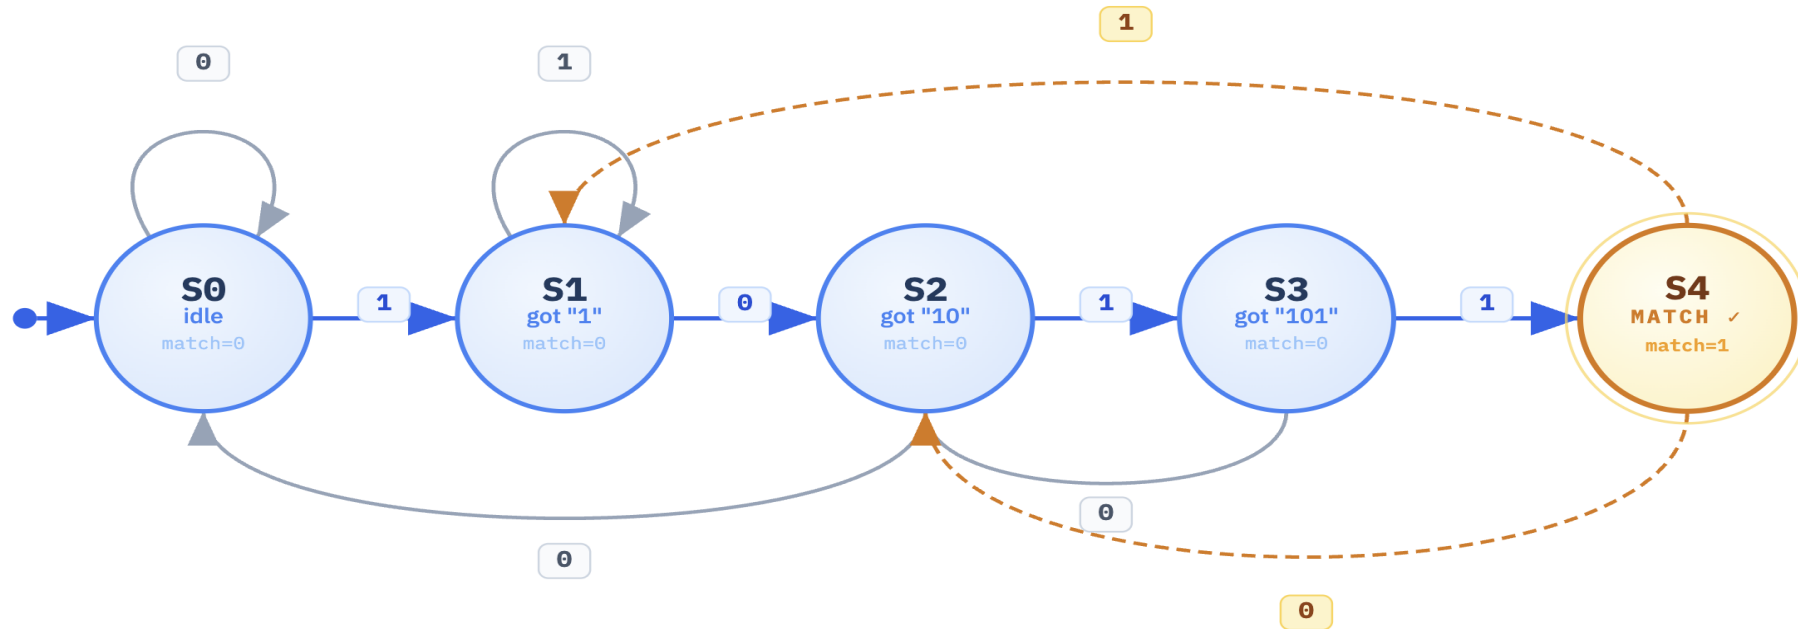 1
0
1
S0
idle
match=0
1
S1
got "1"
match=0
0
S2
got "10"
match=0
1
S3
got "101"
match=0
1
S4
MATCH ✓
match=1
0
0
0